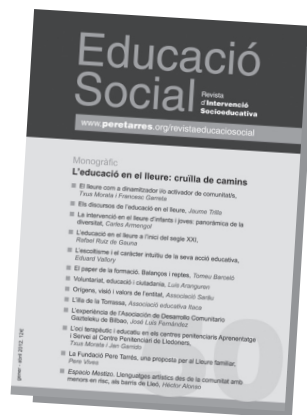 Educació
Social
Revista
d'Intervenció
Socioeducativa
www.peretarres.org/revistaeducaciosocial
Monogràfic
L'educació en el lleure: cruïlla de camins
El lleure com a dinamitzador i/o activador de comunitat/s,
Txus Morata i Francesc Garreta
Els discursos de l'educació en el lleure, Jaume Trilla
La intervenció en el lleure d'infants i joves: panoràmica de la
diversitat, Carles Armengol
L'educació en el lleure a l'inici del segle XXI,
Rafael Ruiz de Gauna
L'escoltisme i el caràcter intuïtiu de la seva acció educativa,
Eduard Vallory
El paper de la formació. Balanços i reptes, Tomeu Barceló
Voluntariat, educació i ciutadania, Luis Aranguren
Orígens, visió i valors de l'entitat, Associació Saräu
L'illa de la Torrassa, Associació educativa Itaca
L'experiència de l'Asociación de Desarrollo Comunitario
Gazteleku de Bilbao, José Luis Fernández
L'oci terapèutic i educatiu en els centres penitenciaris Aprenentatge
i Servei al Centre Penitenciari de Lledoners,
Txus Morata i Jan Garrido
La Fundació Pere Tarrés, una proposta per al Lleure familiar,
Pere Vives
Espacio Mestizo. Llenguatges artístics des de la comunitat amb
menors en risc, als barris de Lleó, Héctor Alonso
gener - abril 2012, 12€